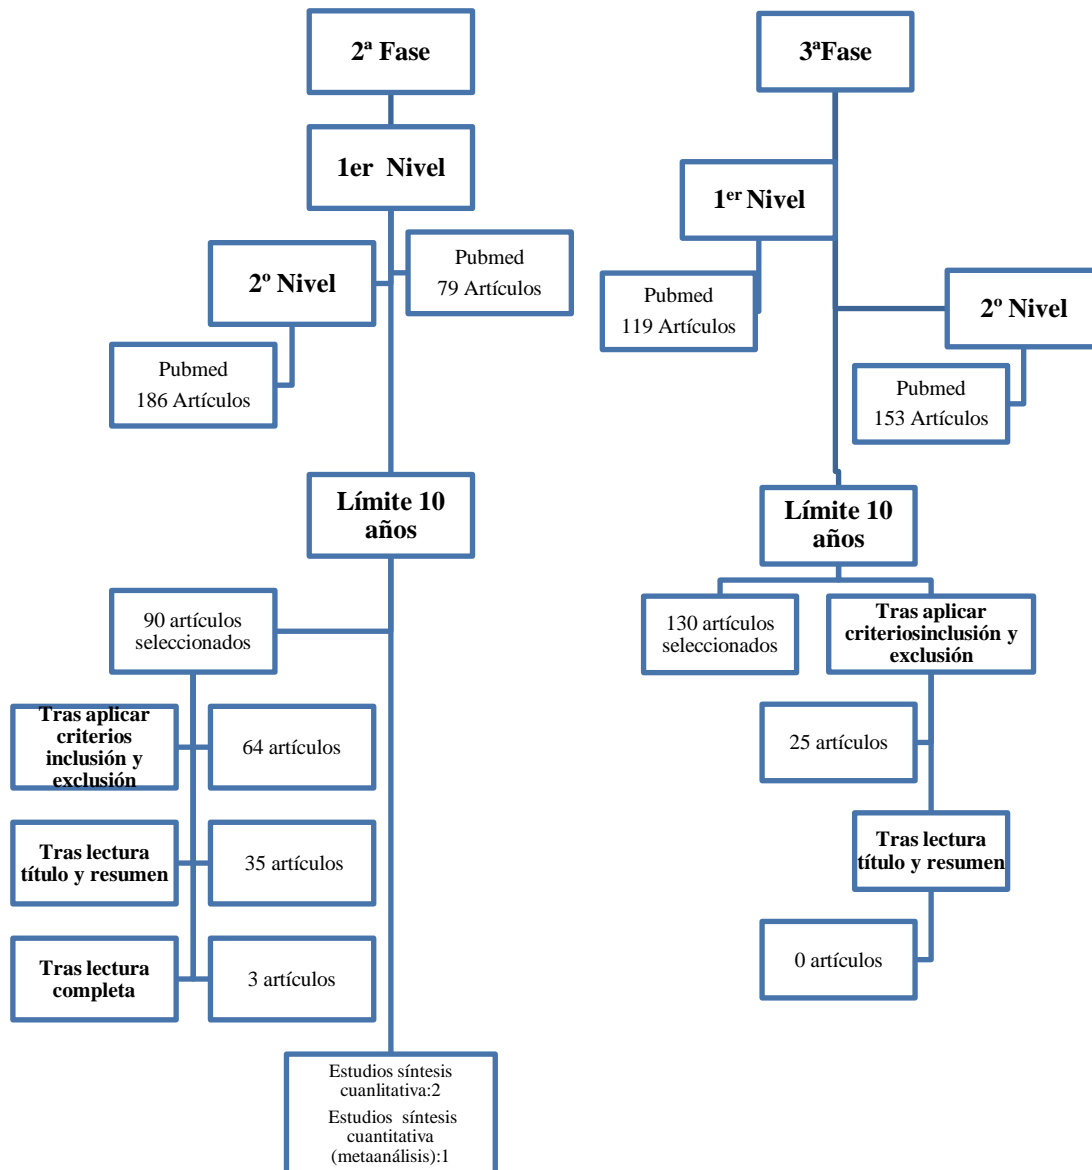 2ª Fase
1er Nivel
2º Nivel
Pubmed
79 Artículos
Pubmed
186 Artículos
Límite 10
años
90 artículos
seleccionados
Tras aplicar
criterios
inclusión y
exclusión
64 artículos
Tras lectura
título y resumen
35 artículos
Tras lectura
completa
3 artículos
Estudios síntesis
cuanlitativa:2
Estudios síntesis
cuantitativa
(metaanálisis):1
3ªFase
1er Nivel
Pubmed
119 Artículos
2º Nivel
Pubmed
153 Artículos
Límite 10
años
130 artículos
seleccionados
Tras aplicar
criteriosinclusión y
exclusión
25 artículos
Tras lectura
título y resumen
0 artículos